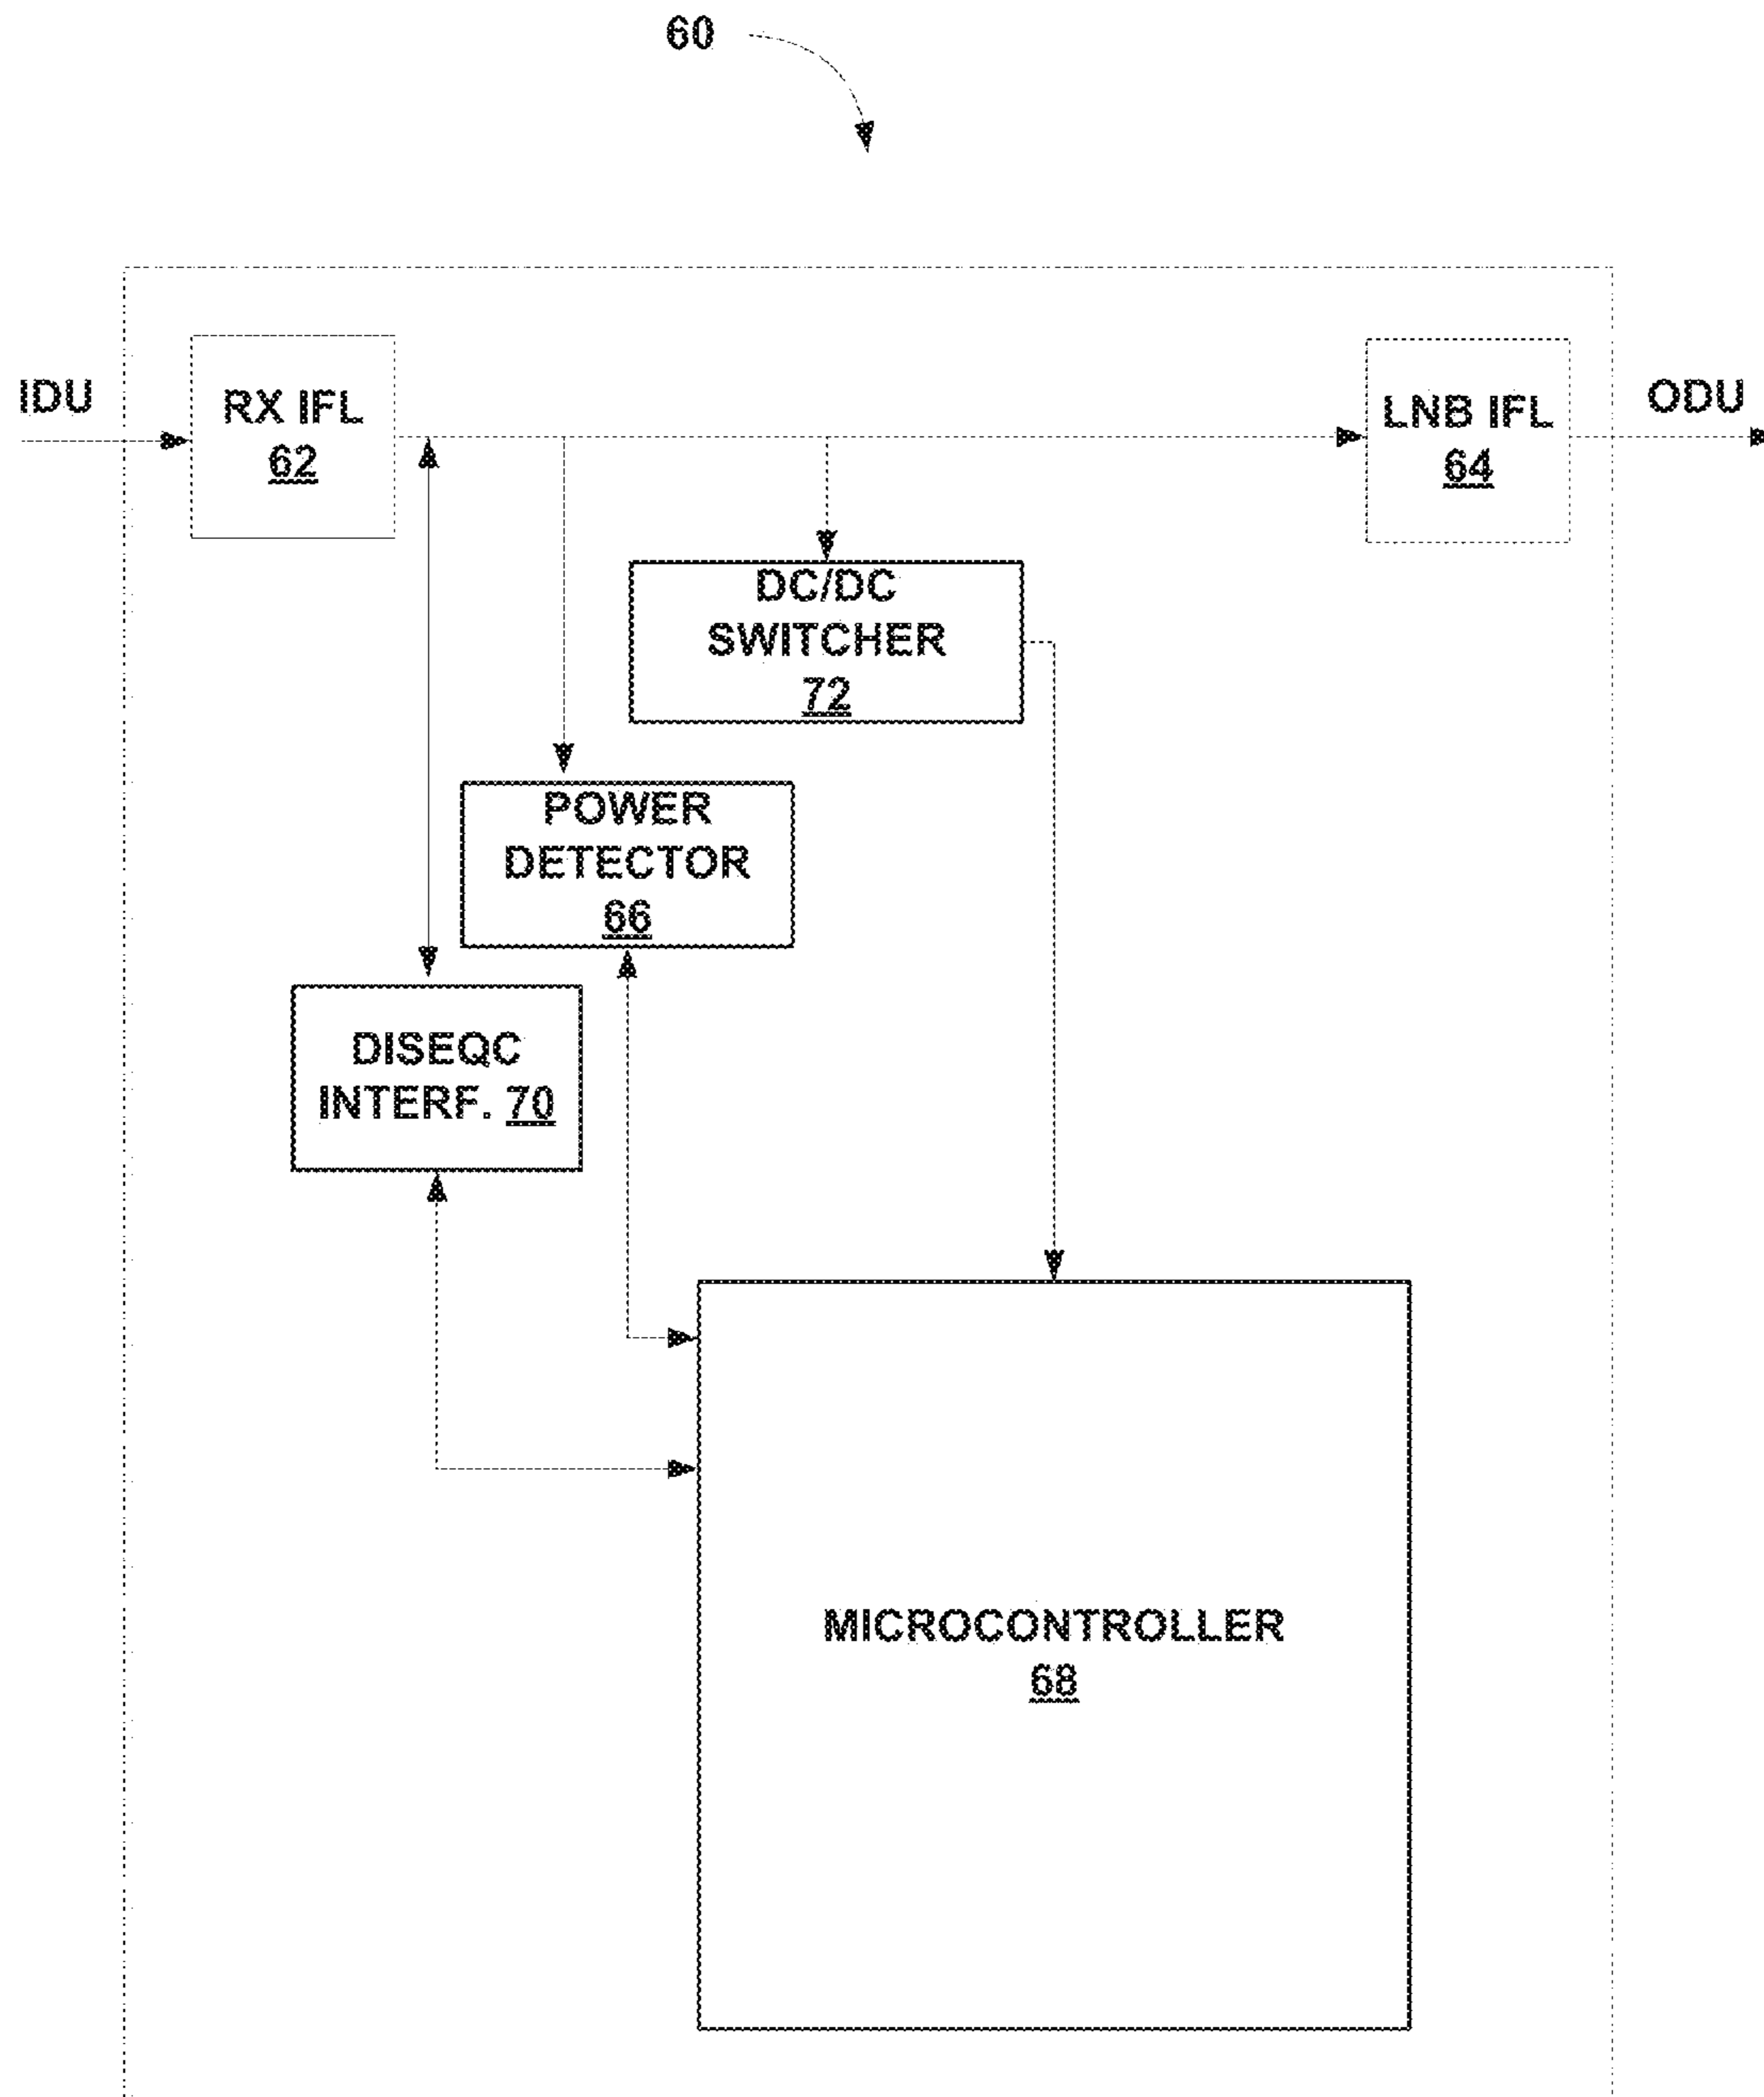 60
IDU
RX IFL
62
LNB IFL
64
ODU
DC/DC
SWITCHER
72
POWER
DETECTOR
66
DISEQC
INTERF. 70
MICROCONTROLLER
68